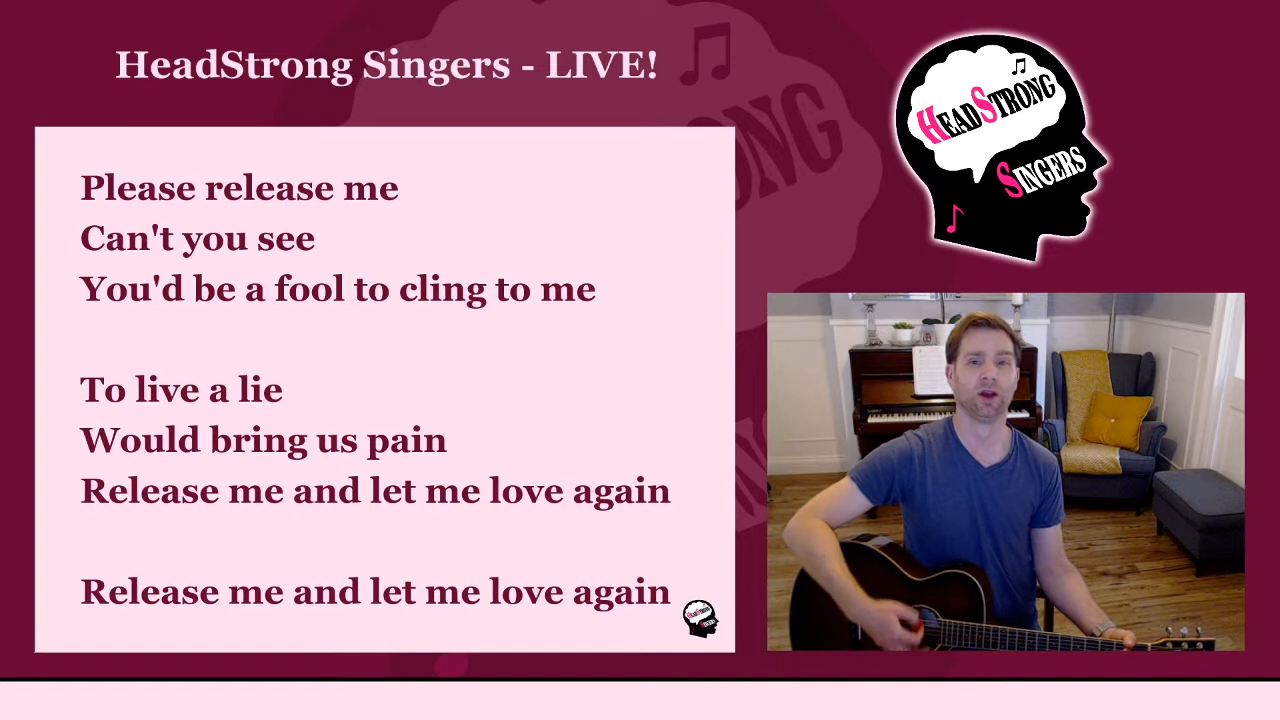 HeadStrong Singers - LIVE!
HEADSTRONG
SINGERS
Please release me
Can't you see
You'd be a fool to cling to me
To live a lie
Would bring us pain
Release me and let me love again
Release me and let me love again
HEADSTRONG
SINGERS